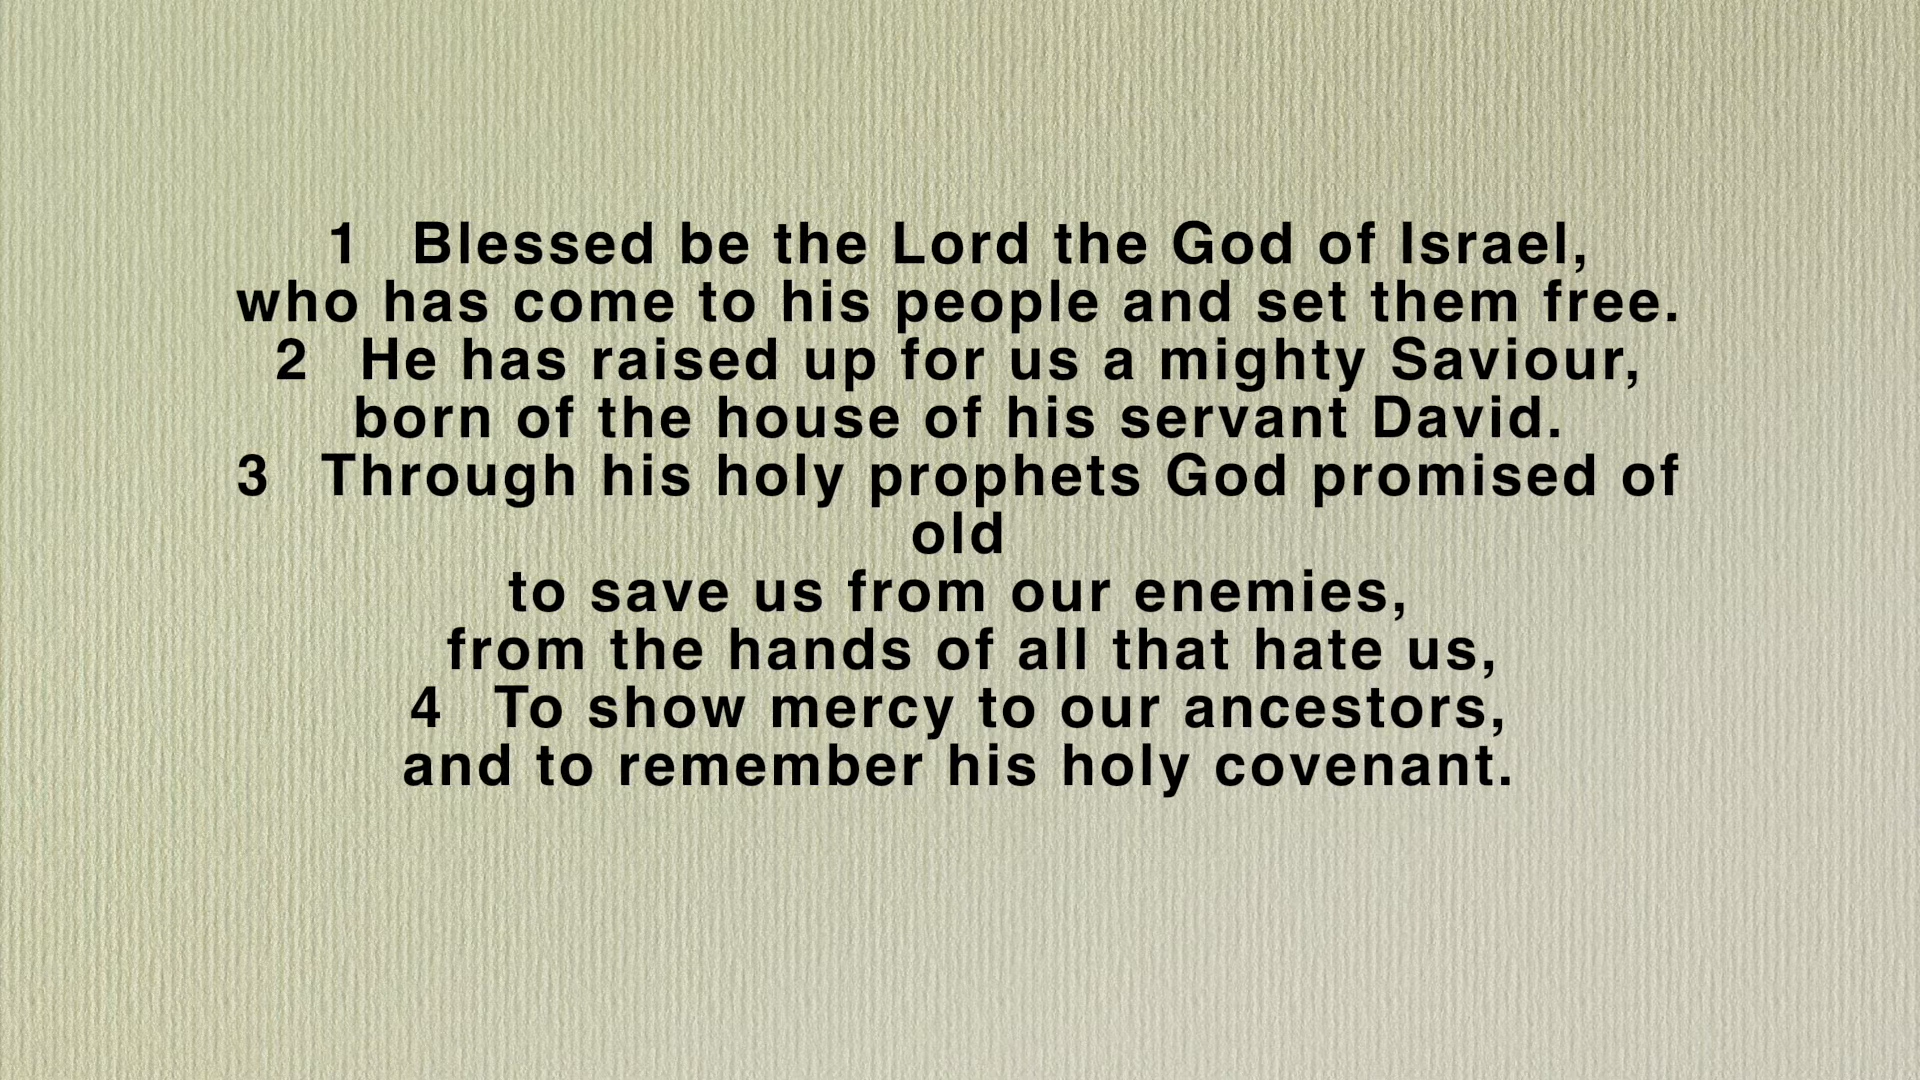 1 Blessed be the Lord the God of Israel,
who has come to his people and set them free.
2 He has raised up for us a mighty Saviour,
born of the house of his servant David.
3 Through his holy prophets God promised of
old
to save us from our enemies,
from the hands of all that hate us,
4 To show mercy to our ancestors,
and to remember his holy covenant.